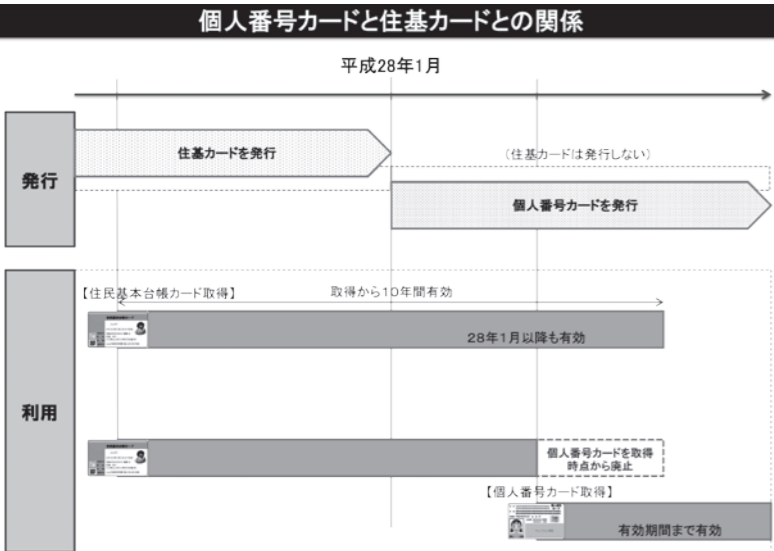 個人番号カードと住基カードとの関係
平成28年1月
発行
住基カードを発行
(住基カードは発行しない)
個人番号カードを発行
利用
【住民基本台帳カード取得】
取得から10年間有効
28年1月以降も有効
個人番号カードを取得
時点から廃止
【個人番号カード取得】
有効期間まで有効